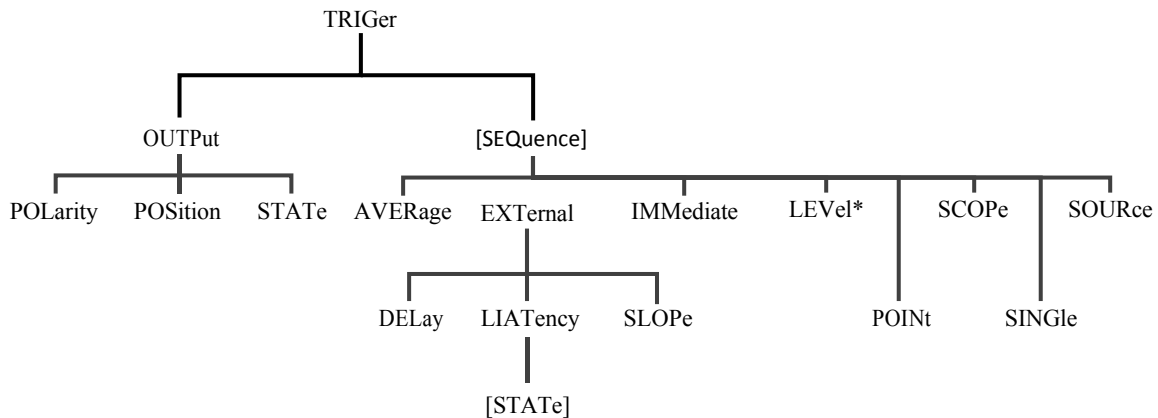 TRIGer
OUTPut [SEQuence]
POLarity POSition STATe AVERage EXTernal IMMediate LEVel* SCOPe SOURce
DELay LIATency SLOPe POINt SINGle
[STATe]